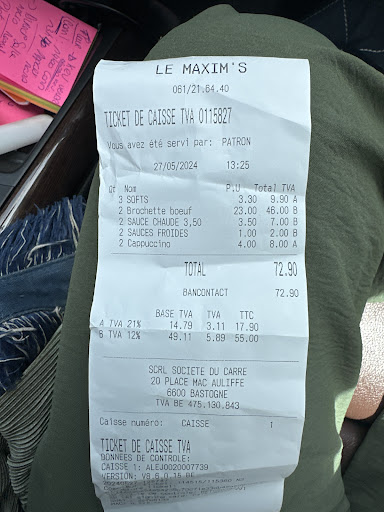 LE MAXIM'S
061/21.64.40
TICKET DE CAISSE TVA 0115827
Vous avez été servi par: PATRON
27/05/2024 13:25
Qt Nom P.U Total TVA
3 SOFTS 3.30 9.90 A
2 Brochette boeuf 23.00 46.00 B
2 SAUCE CHAUDE 3,50 3.50 7.00 B
2 SAUCES FROIDES 1.00 2.00 B
2 Cappuccino 4.00 8.00 A
TOTAL 72.90
BANCONTACT 72.90
BASE TVA TVA TTC
A TVA 21% 14.79 3.11 17.90
B TVA 12% 49.11 5.89 55.00
SCRL SOCIETE DU CARRE
20 PLACE MAC AULIFFE
6600 BASTOGNE
TVA BE 475.130.843
Caisse numéro: CAISSE 1
TICKET DE CAISSE TVA
DONNEES DE CONTROLE:
CAISSE 1: ALEJ0020007739